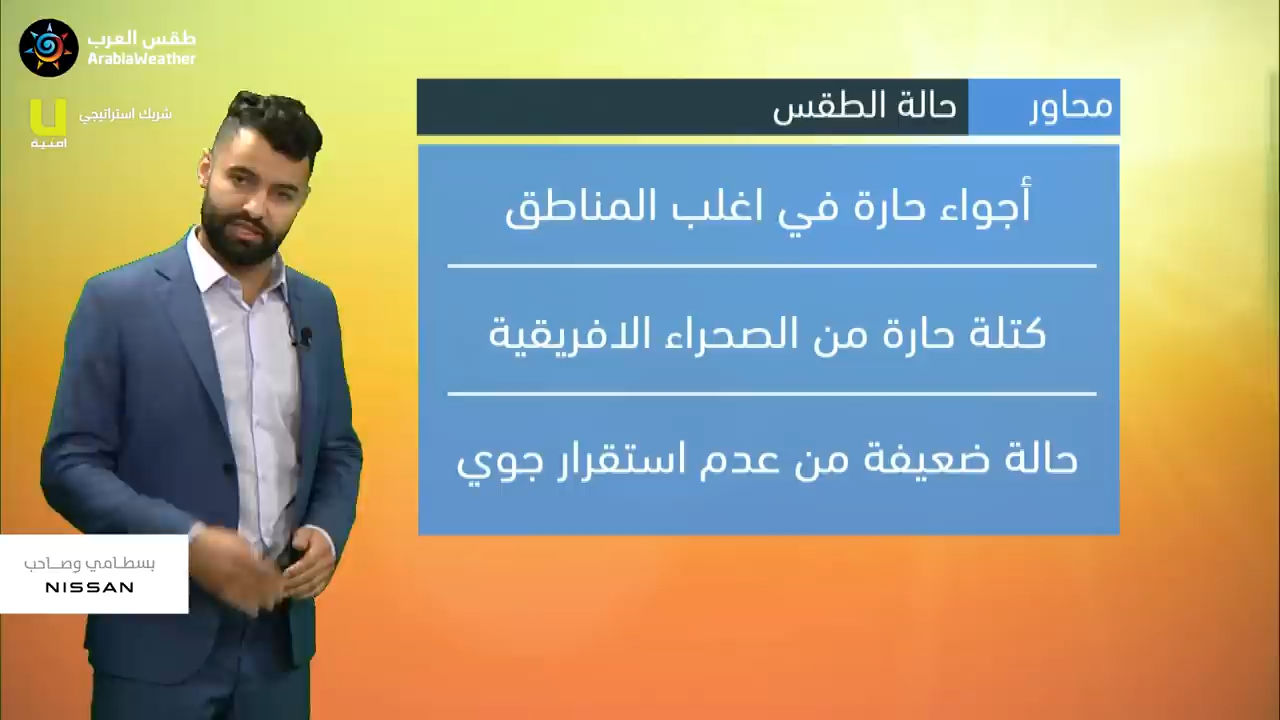 طقس العرب
ArabiaWeather
شريك استراتيجي
امنية
محاور حالة الطقس
أجواء حارة في اغلب المناطق
كتلة حارة من الصحراء الافريقية
حالة ضعيفة من عدم استقرار جوي
بسطامي وصاحب
NISSAN